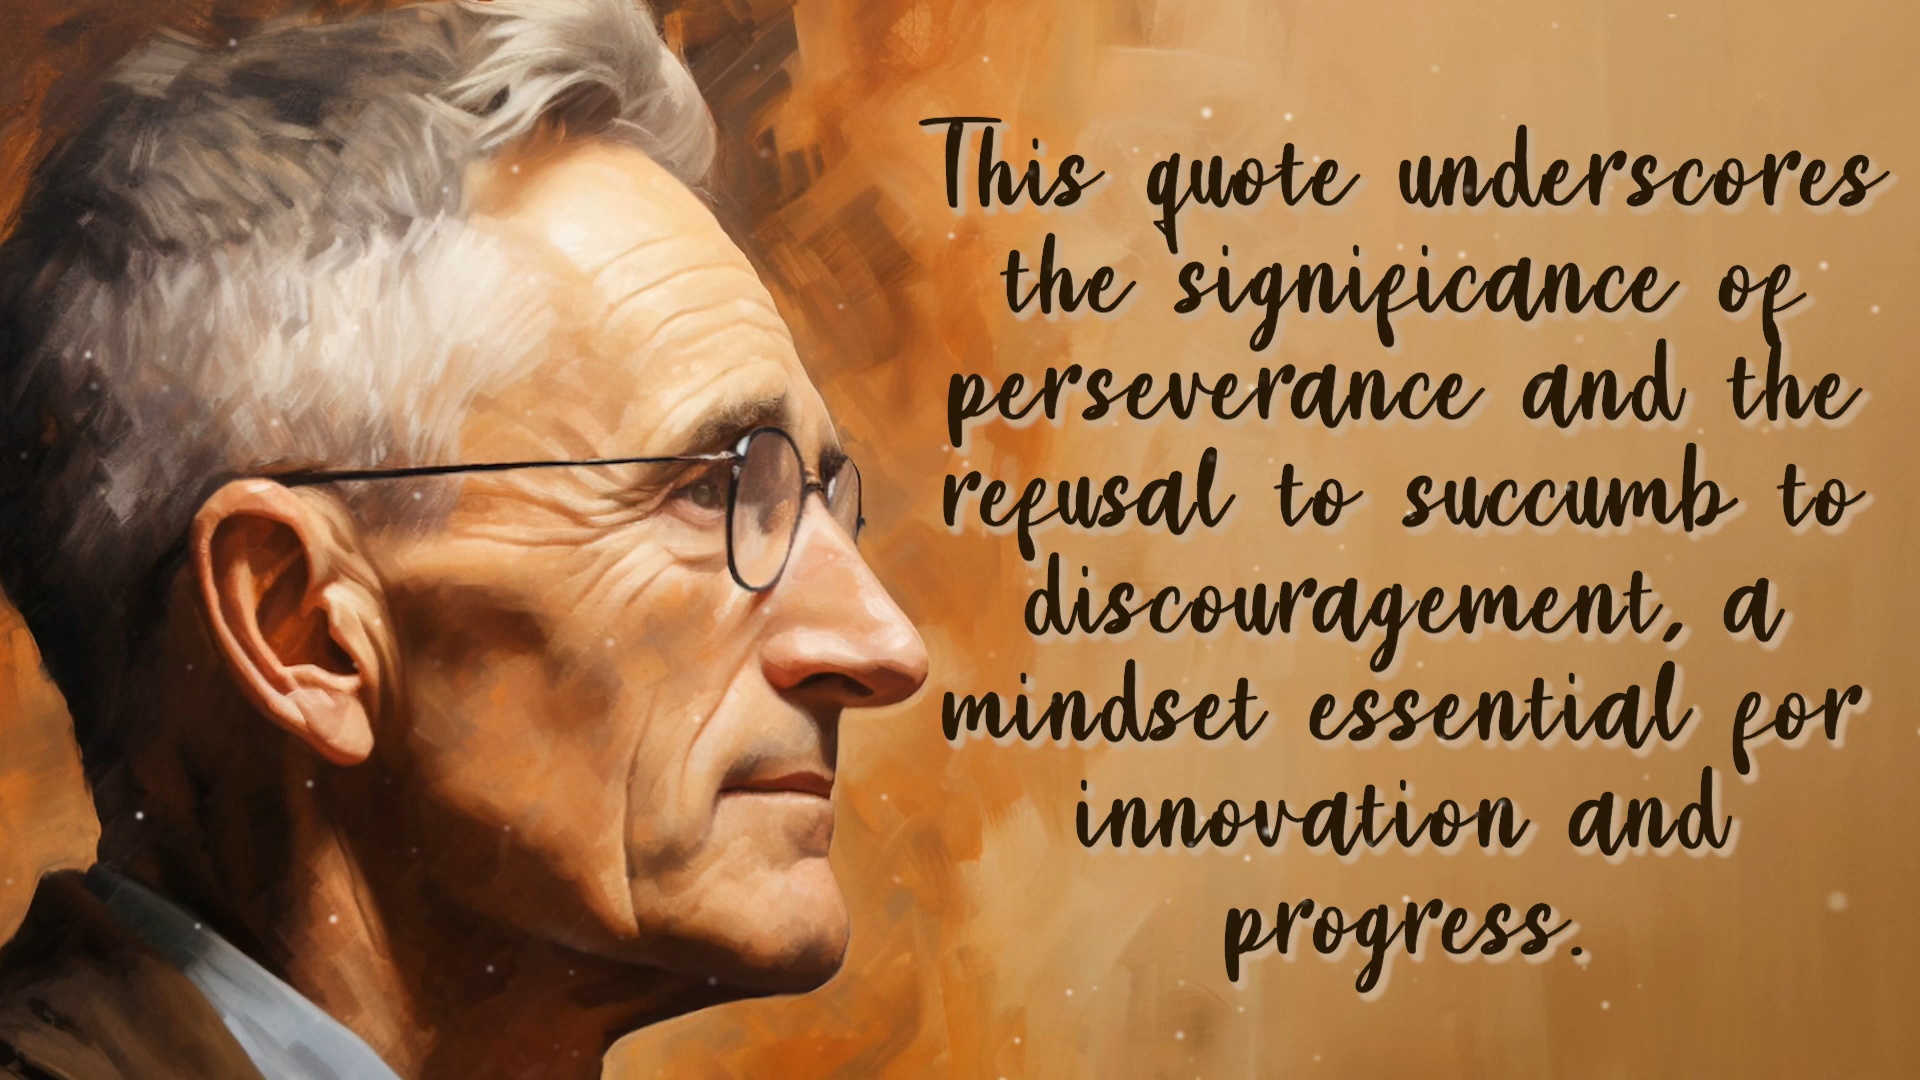 This quote underscores
the significance of
perseverance and the
refusal to succumb to
discouragement, a
mindset essential for
innovation and
progress.